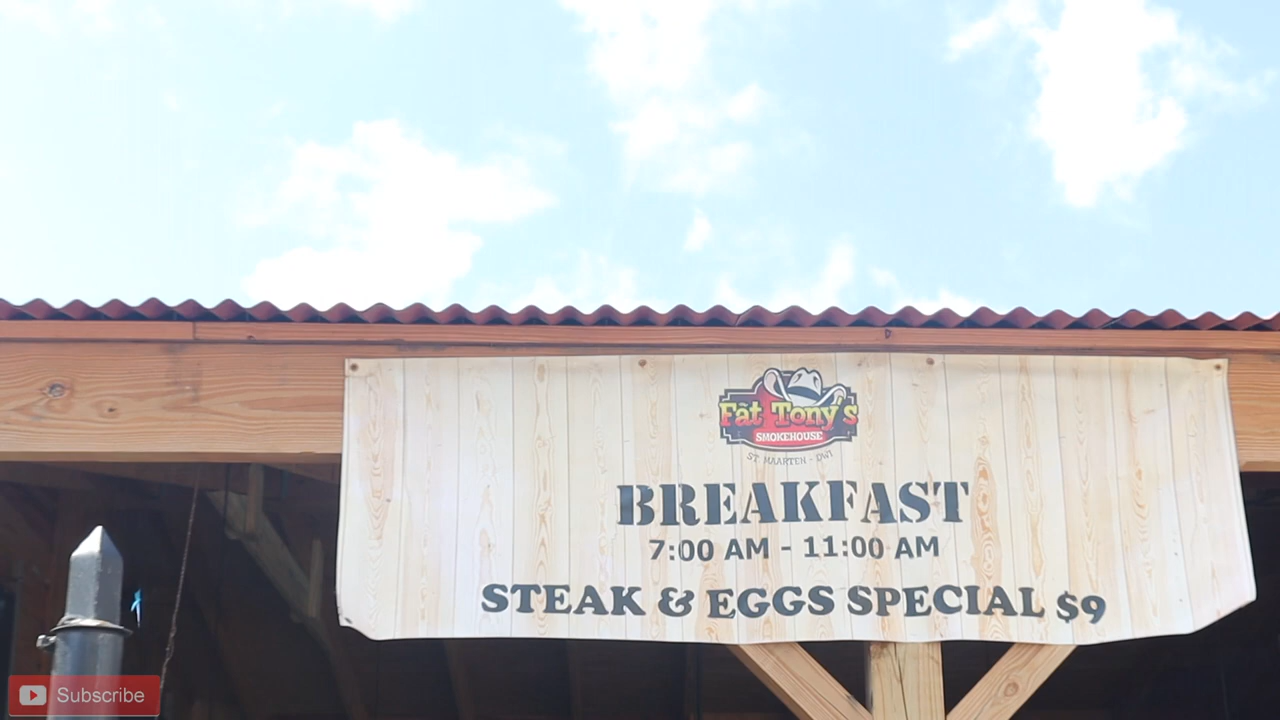 Fat Tony's
SMOKEHOUSE
ST. MAARTEN - DWI
BREAKFAST
7:00 AM - 11:00 AM
STEAK & EGGS SPECIAL $9
Subscribe